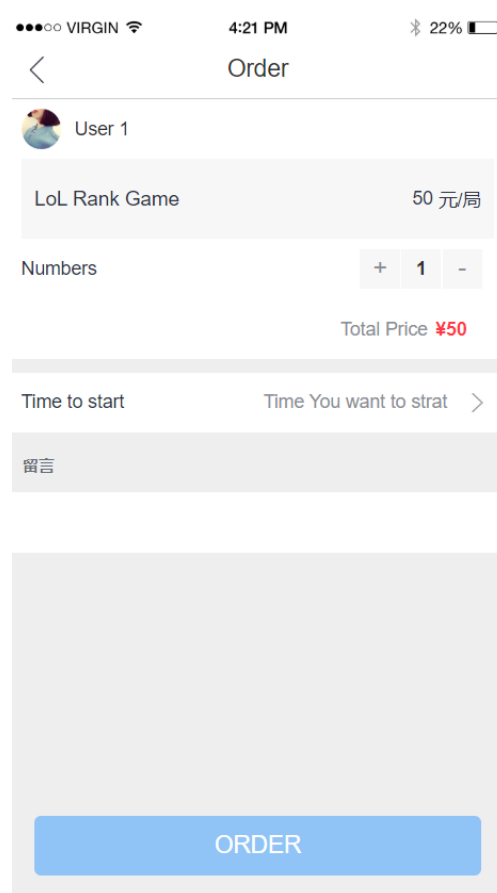 VIRGIN 4:21 PM 22%
Order
User 1
LoL Rank Game 50 元/局
Numbers + 1 -
Total Price ¥50
Time to start Time You want to strat
留言
ORDER